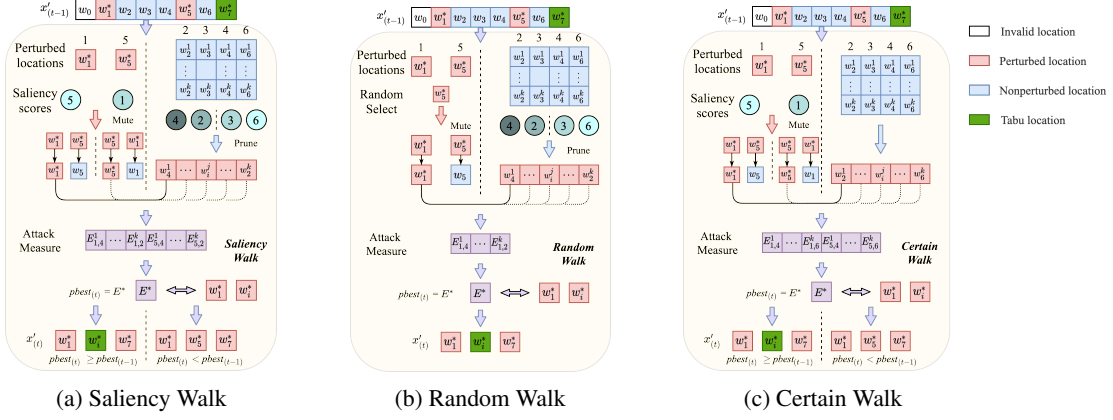 x'(t−1) w0 w1* w2 w3 w4 w5* w6 w7*
Perturbed locations
1 5
w1* w5*
2 3 4 6
w2^1 w3^1 w4^1 w6^1
⋮ ⋮
w2^k w3^k w4^k w6^k
Saliency scores
5 1
Mute
4 2 3 6
Prune
w1* w5* w5* w1*
w1* w5 w5* w1
w4^1 ⋯ w_i^j ⋯ w2^k
Attack Measure
E1,4^1 ⋯ E1,2^k E5,4^1 ⋯ E5,2^k
Saliency Walk
pbest(t) = E* E* w1* wi*
x'(t) w1* wi* w7* w1* w5* w7*
pbest(t) ≥ pbest(t−1) pbest(t) < pbest(t−1)
(a) Saliency Walk
x'(t−1) w0 w1* w2 w3 w4 w5* w6 w7*
Perturbed locations
1 5
w1* w5*
2 3 4 6
w2^1 w3^1 w4^1 w6^1
⋮ ⋮
w2^k w3^k w4^k w6^k
Random Select
w5*
Mute
4 2 3 6
Prune
w1* w5*
w1* w5
w4^1 ⋯ w_i^j ⋯ w2^k
Attack Measure
E1,4^1 ⋯ E1,2^k
Random Walk
pbest(t) = E* E* w1* wi*
x'(t) w1* wi* w7*
(b) Random Walk
x'(t−1) w0 w1* w2 w3 w4 w5* w6 w7*
Perturbed locations
1 5
w1* w5*
2 3 4 6
w2^1 w3^1 w4^1 w6^1
⋮ ⋮
w2^k w3^k w4^k w6^k
Saliency scores
5 1
Mute
w1* w5* w5* w1*
w1* w5 w5* w1
w2^1 ⋯ w_i^j ⋯ w6^k
Attack Measure
E1,4^1 ⋯ E1,6^k E5,4^1 ⋯ E5,6^k
Certain Walk
pbest(t) = E* E* w1* wi*
x'(t) w1* wi* w7* w1* w5* w7*
pbest(t) ≥ pbest(t−1) pbest(t) < pbest(t−1)
(c) Certain Walk
Invalid location
Perturbed location
Nonperturbed location
Tabu location